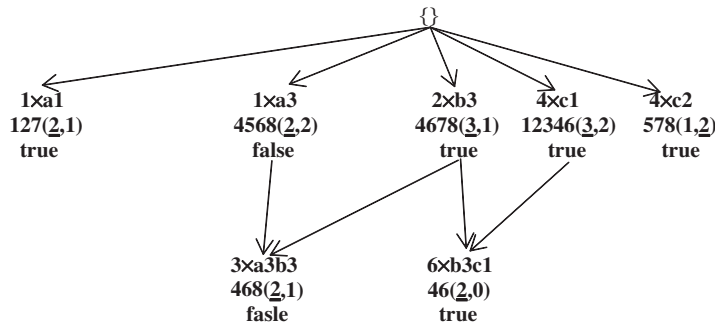 {}
1×a1 1×a3 2×b3 4×c1 4×c2
127(2,1) 4568(2,2) 4678(3,1) 12346(3,2) 578(1,2)
true false true true true
3×a3b3 6×b3c1
468(2,1) 46(2,0)
fasle true